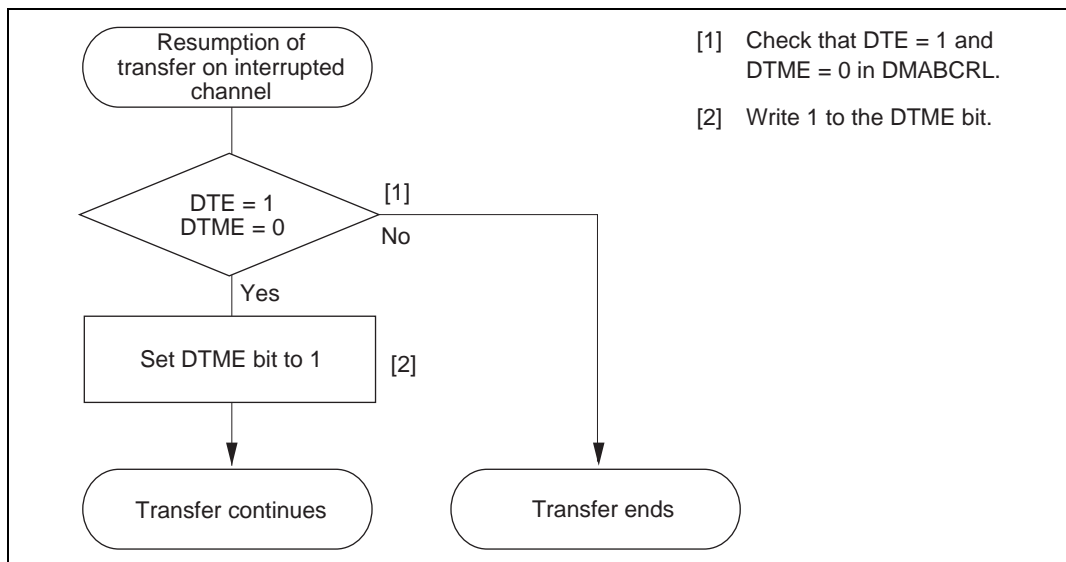 Resumption of
transfer on interrupted
channel
[1] Check that DTE = 1 and
DTME = 0 in DMABCRL.
[2] Write 1 to the DTME bit.
DTE = 1
DTME = 0
[1]
No
Yes
Set DTME bit to 1
[2]
Transfer continues
Transfer ends